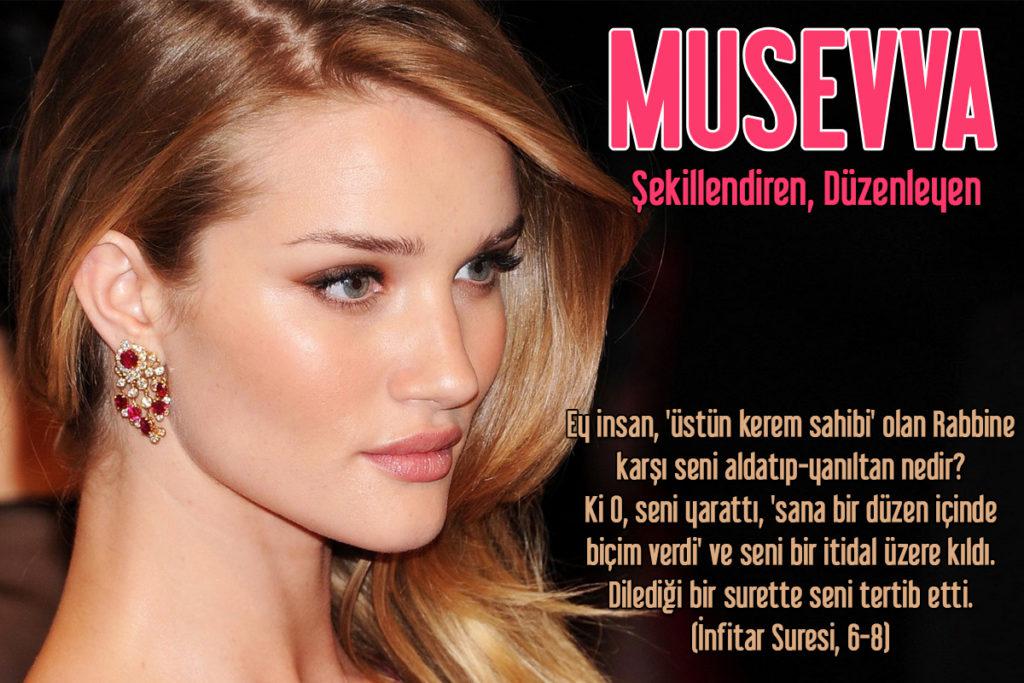 MUSEVVA
Şekillendiren, Düzenleyen
Ey insan, 'üstün kerem sahibi' olan Rabbine
karşı seni aldatıp-yanıltan nedir?
Ki O, seni yarattı, 'sana bir düzen içinde
biçim verdi' ve seni bir itidal üzere kıldı.
Dilediği bir surette seni tertib etti.
(İnfitar Suresi, 6-8)